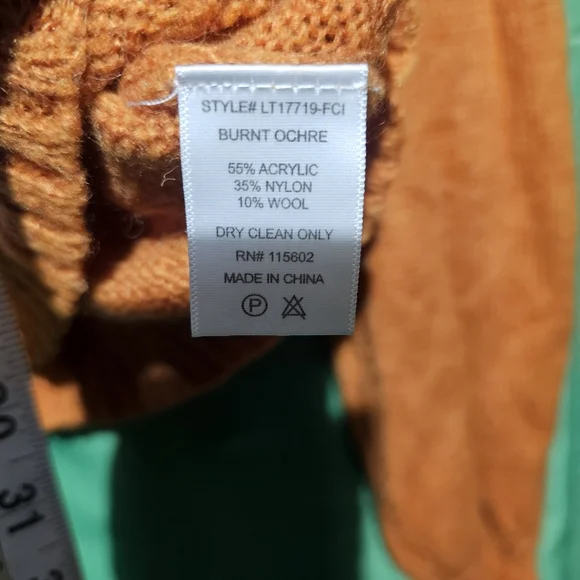 STYLE# LT17719-FCI
BURNT OCHRE
55% ACRYLIC
35% NYLON
10% WOOL
DRY CLEAN ONLY
RN# 115602
MADE IN CHINA
P
31